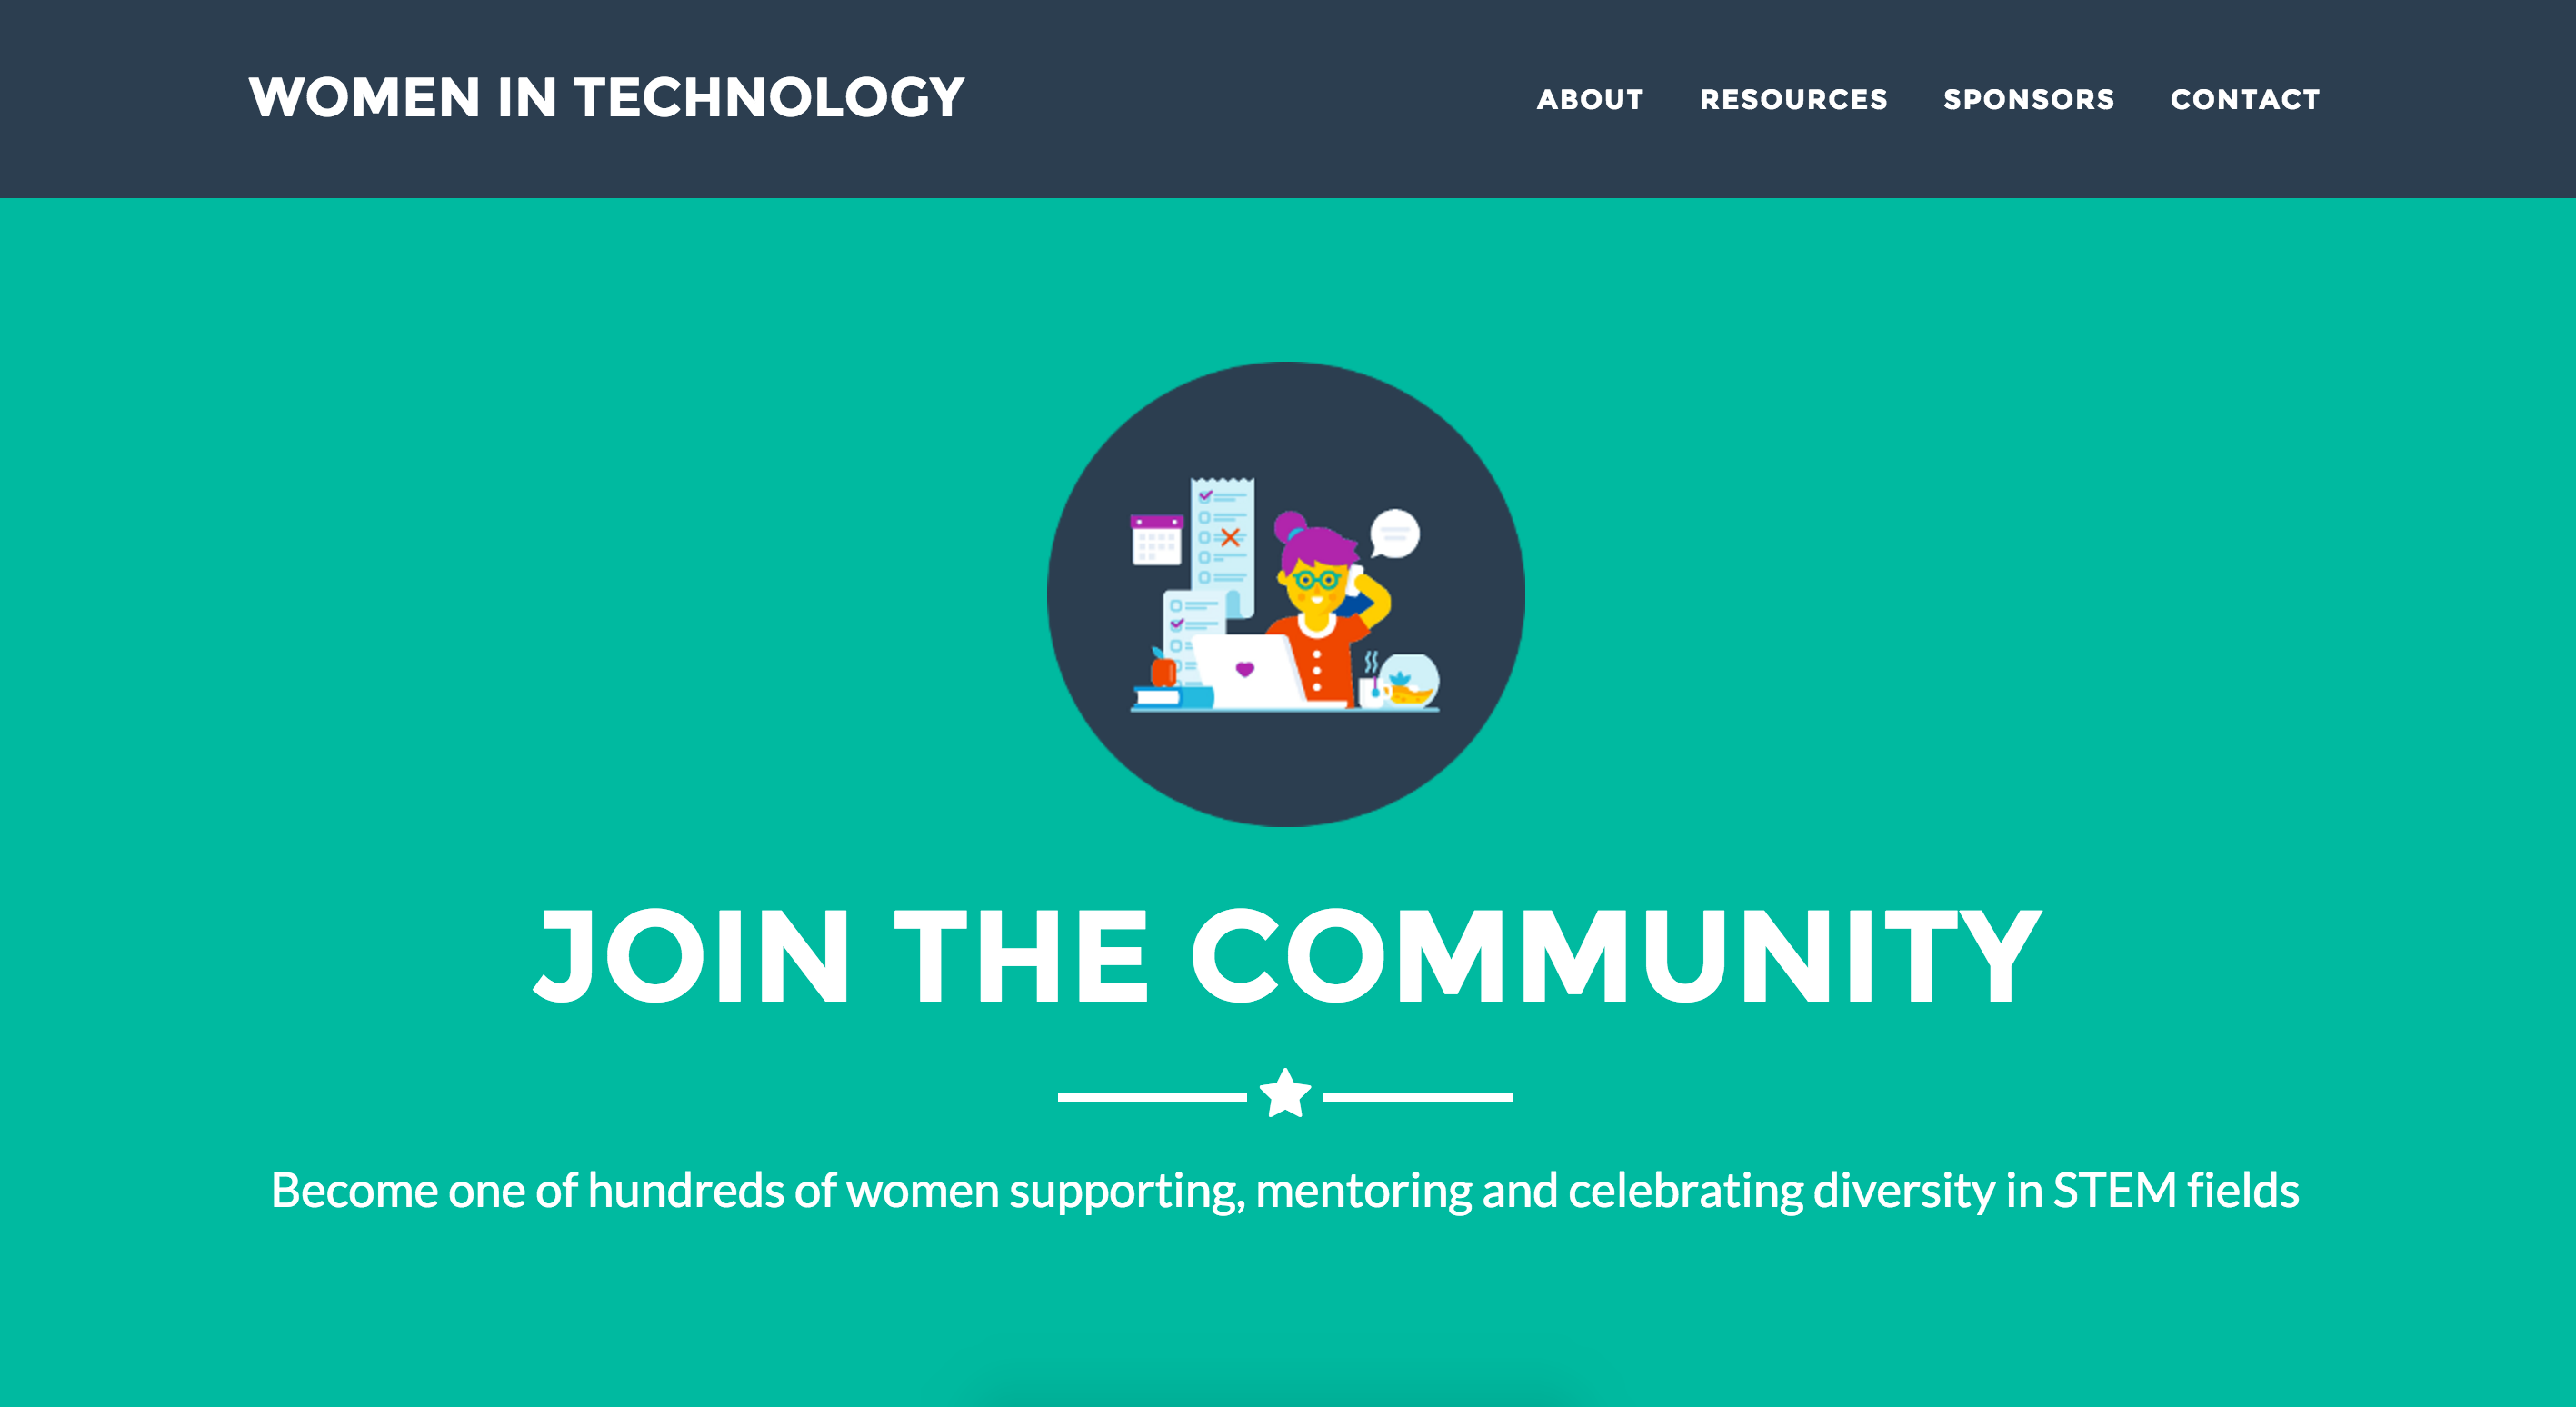 WOMEN IN TECHNOLOGY
ABOUT RESOURCES SPONSORS CONTACT
JOIN THE COMMUNITY
Become one of hundreds of women supporting, mentoring and celebrating diversity in STEM fields